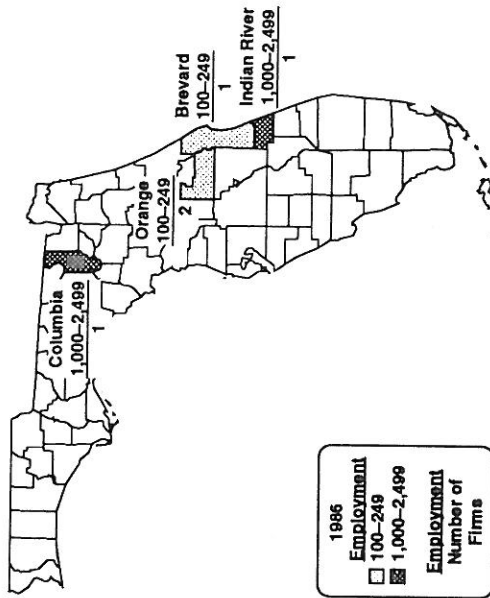 Columbia
1,000–2,499
1
Orange
100–249
2
Brevard
100–249
1
Indian River
1,000–2,499
1
1986
Employment
100–249
1,000–2,499
Employment
Number of
Firms